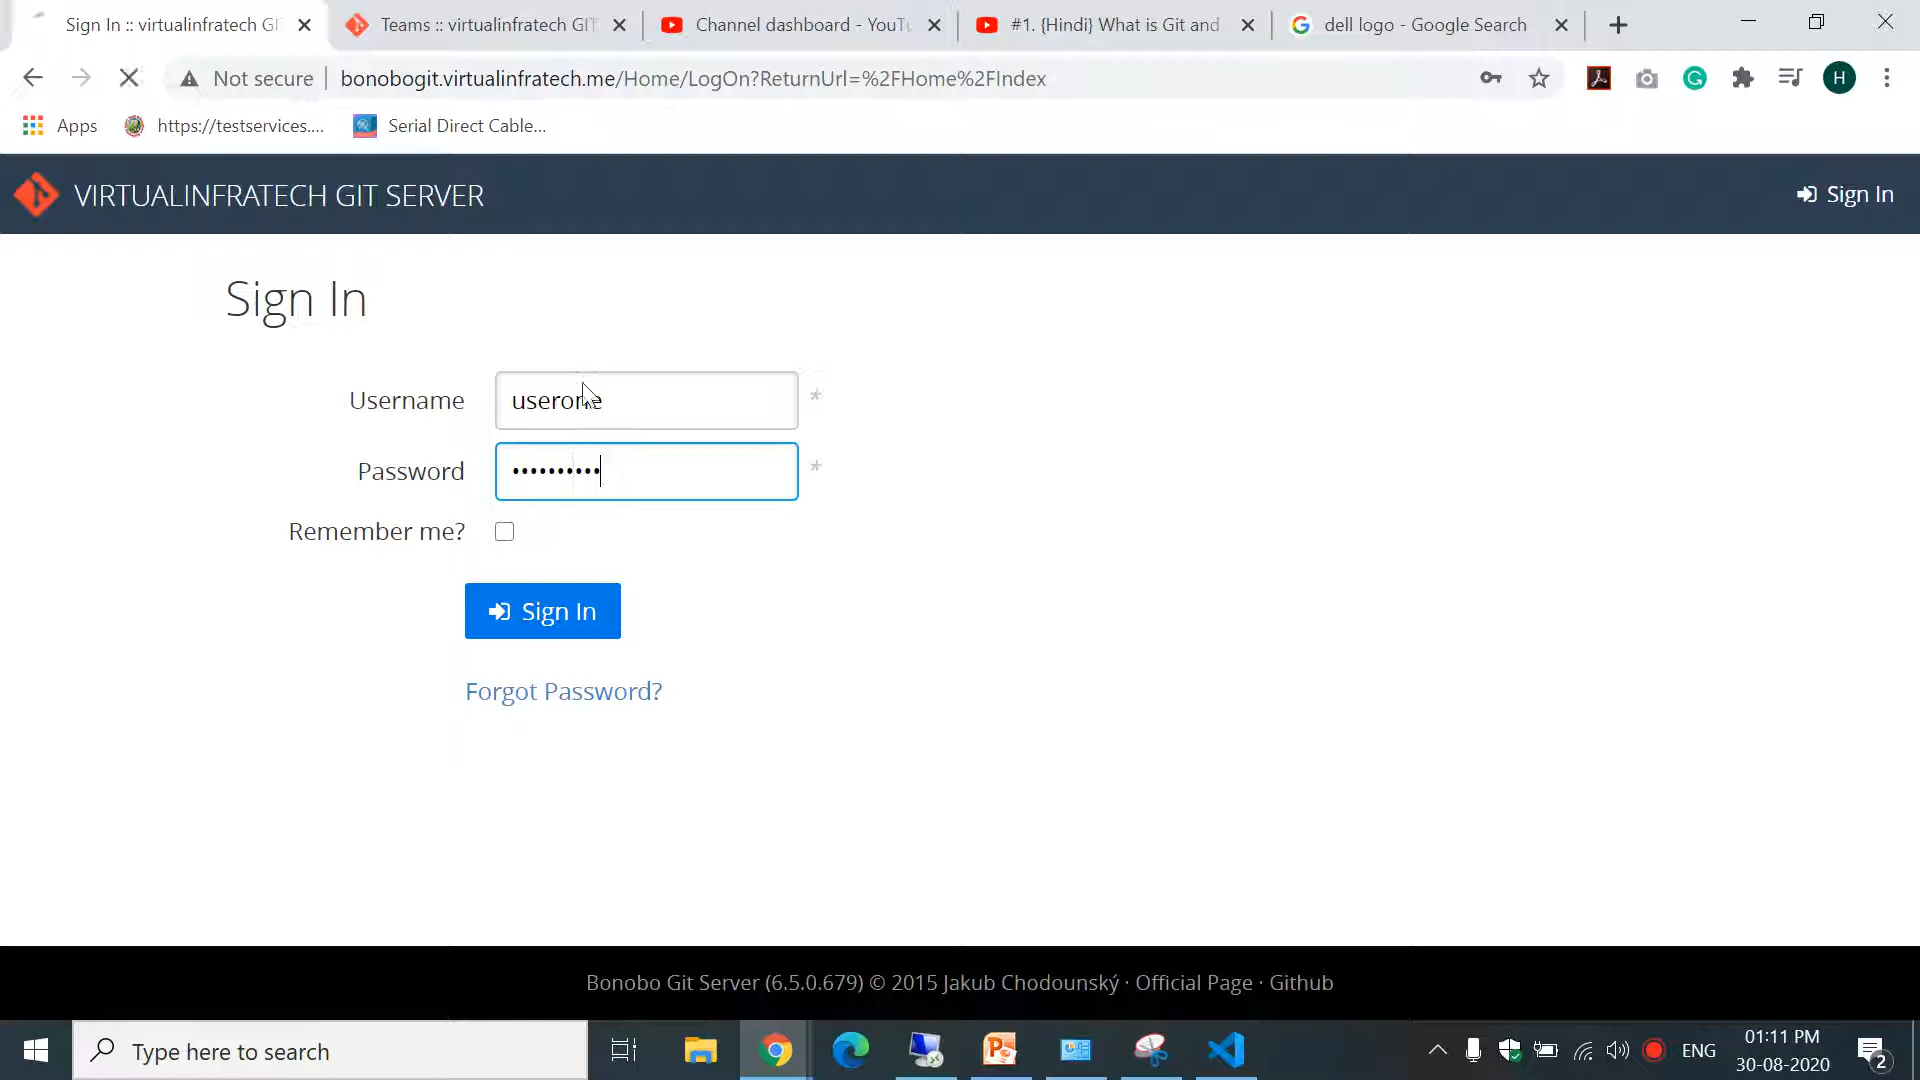 Sign In :: virtualinfratech GI
Teams :: virtualinfratech GIT
Channel dashboard - YouTu
#1. {Hindi} What is Git and
dell logo - Google Search
Not secure
bonobogit.virtualinfratech.me/Home/LogOn?ReturnUrl=%2FHome%2FIndex
H
Apps
https://testservices....
Serial Direct Cable...
VIRTUALINFRATECH GIT SERVER
Sign In
Sign In
Username
userone
*
Password
••••••••••
*
Remember me?
Sign In
Forgot Password?
Bonobo Git Server (6.5.0.679) © 2015 Jakub Chodounský · Official Page · Github
Type here to search
ENG
01:11 PM
30-08-2020
2